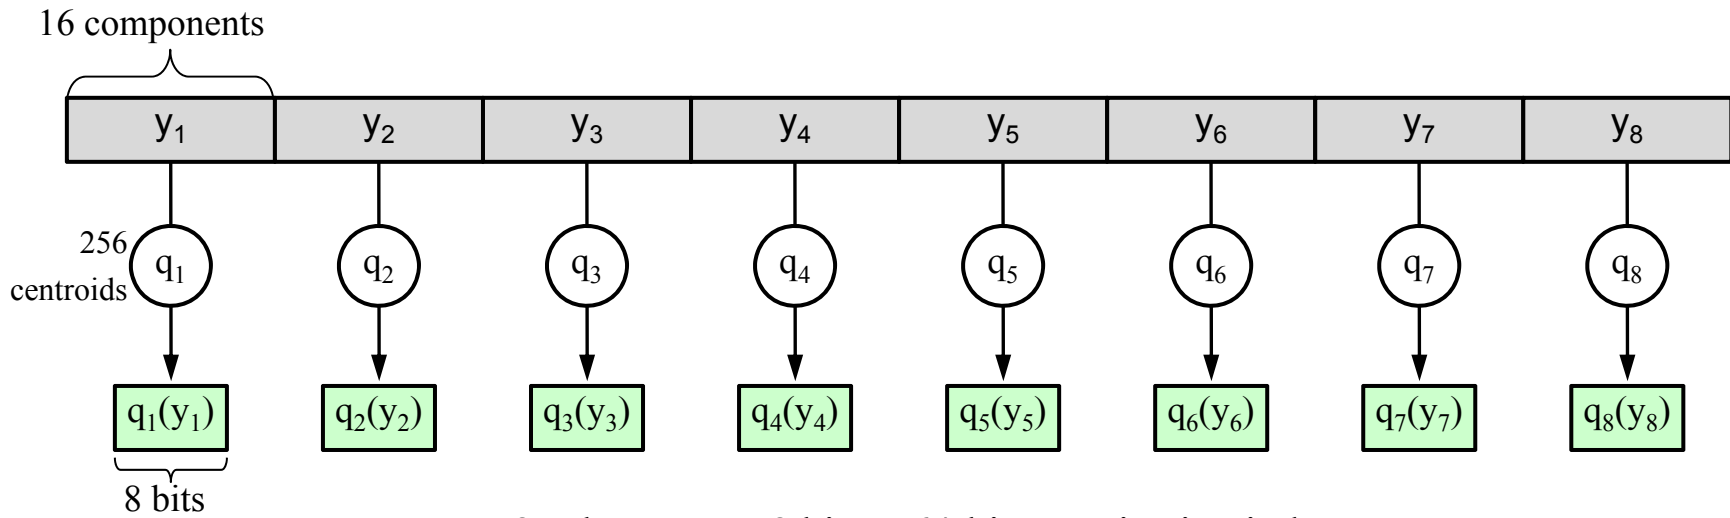 16 components
y₁ y₂ y₃ y₄ y₅ y₆ y₇ y₈
256
centroids
q₁ q₂ q₃ q₄ q₅ q₆ q₇ q₈
q₁(y₁) q₂(y₂) q₃(y₃) q₄(y₄) q₅(y₅) q₆(y₆) q₇(y₇) q₈(y₈)
8 bits